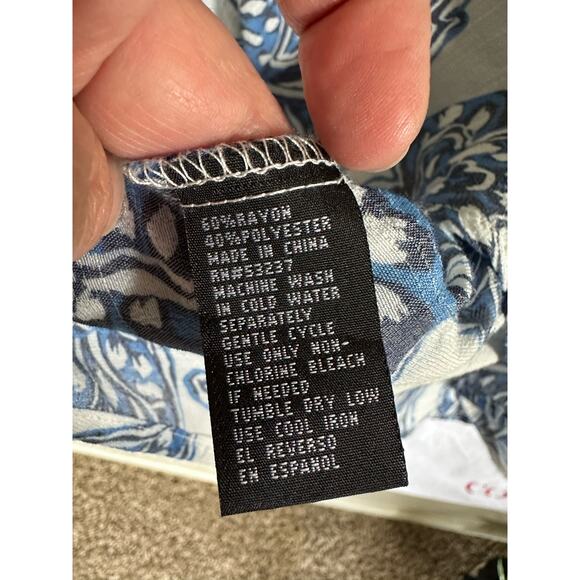 60%RAYON
40%POLYESTER
MADE IN CHINA
RN#53237
MACHINE WASH
IN COLD WATER
SEPARATELY
GENTLE CYCLE
USE ONLY NON-
CHLORINE BLEACH
IF NEEDED
TUMBLE DRY LOW
USE COOL IRON
EL REVERSO
EN ESPANOL